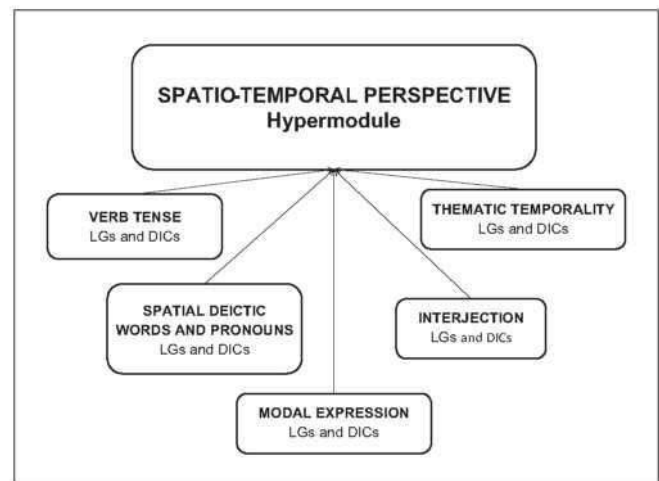 SPATIO-TEMPORAL PERSPECTIVE
Hypermodule
VERB TENSE
LGs and DICs
THEMATIC TEMPORALITY
LGs and DICs
SPATIAL DEICTIC
WORDS AND PRONOUNS
LGs and DICs
INTERJECTION
LGs and DICs
MODAL EXPRESSION
LGs and DICs